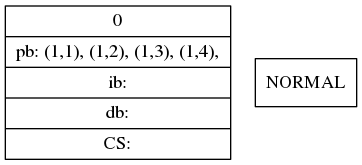 0
pb: (1,1), (1,2), (1,3), (1,4),
ib:
db:
CS:
NORMAL